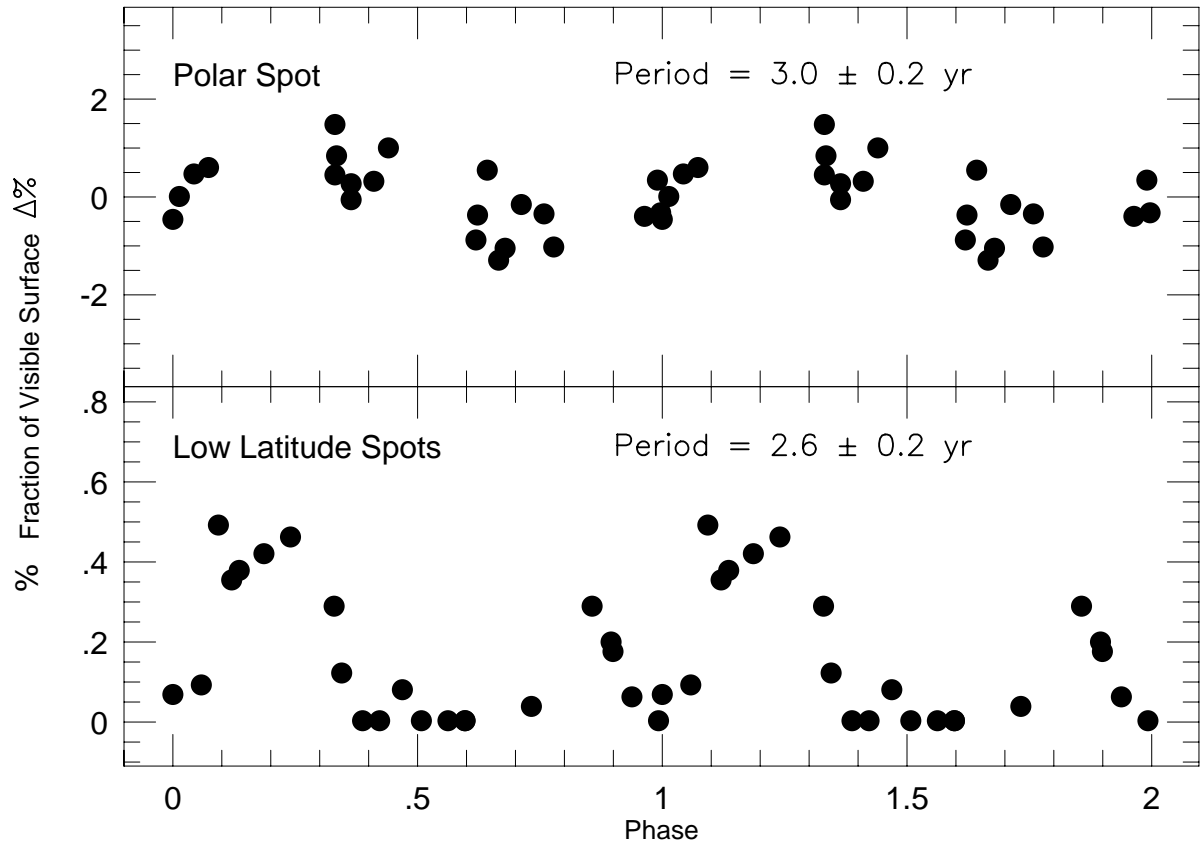 Polar Spot
Period = 3.0 ± 0.2 yr
2
0
-2
% Fraction of Visible Surface Δ%
Low Latitude Spots
Period = 2.6 ± 0.2 yr
.8
.6
.4
.2
0
0 .5 1 1.5 2
Phase